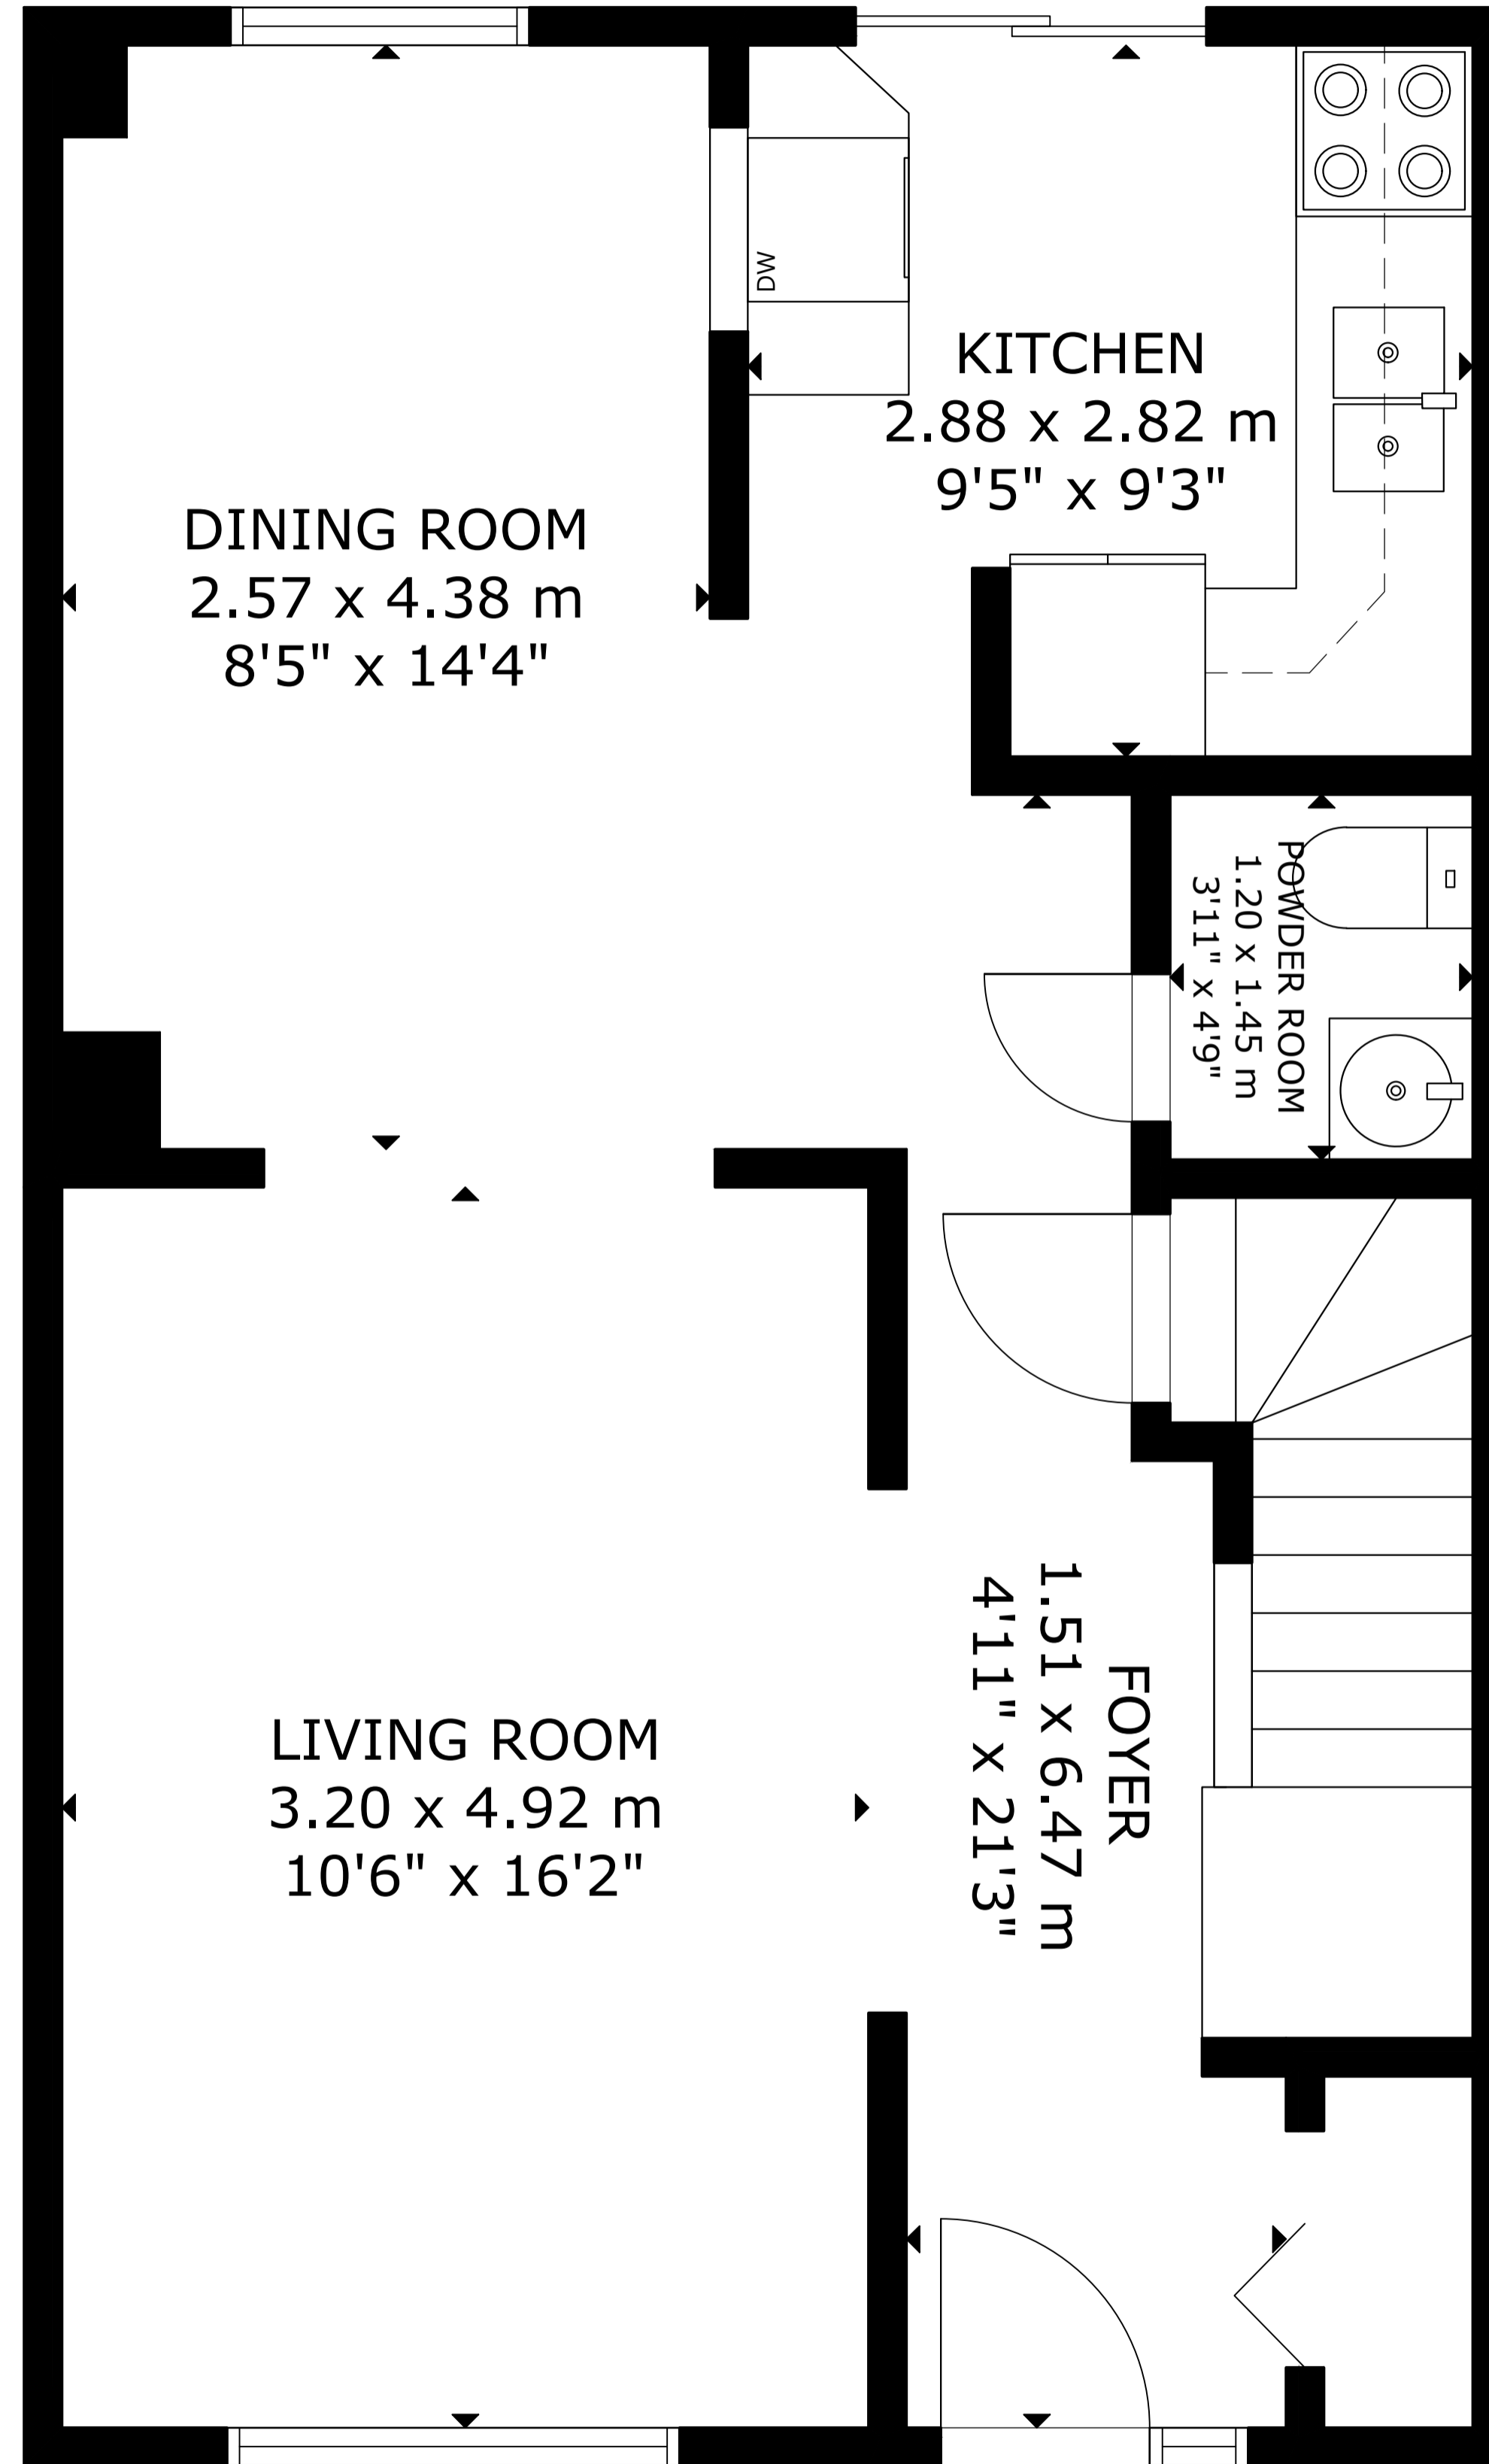 DW
KITCHEN
2.88 x 2.82 m
9'5" x 9'3"
DINING ROOM
2.57 x 4.38 m
8'5" x 14'4"
POWDER ROOM
1.20 x 1.45 m
3'11" x 4'9"
FOYER
1.51 x 6.47 m
4'11" x 21'3"
LIVING ROOM
3.20 x 4.92 m
10'6" x 16'2"